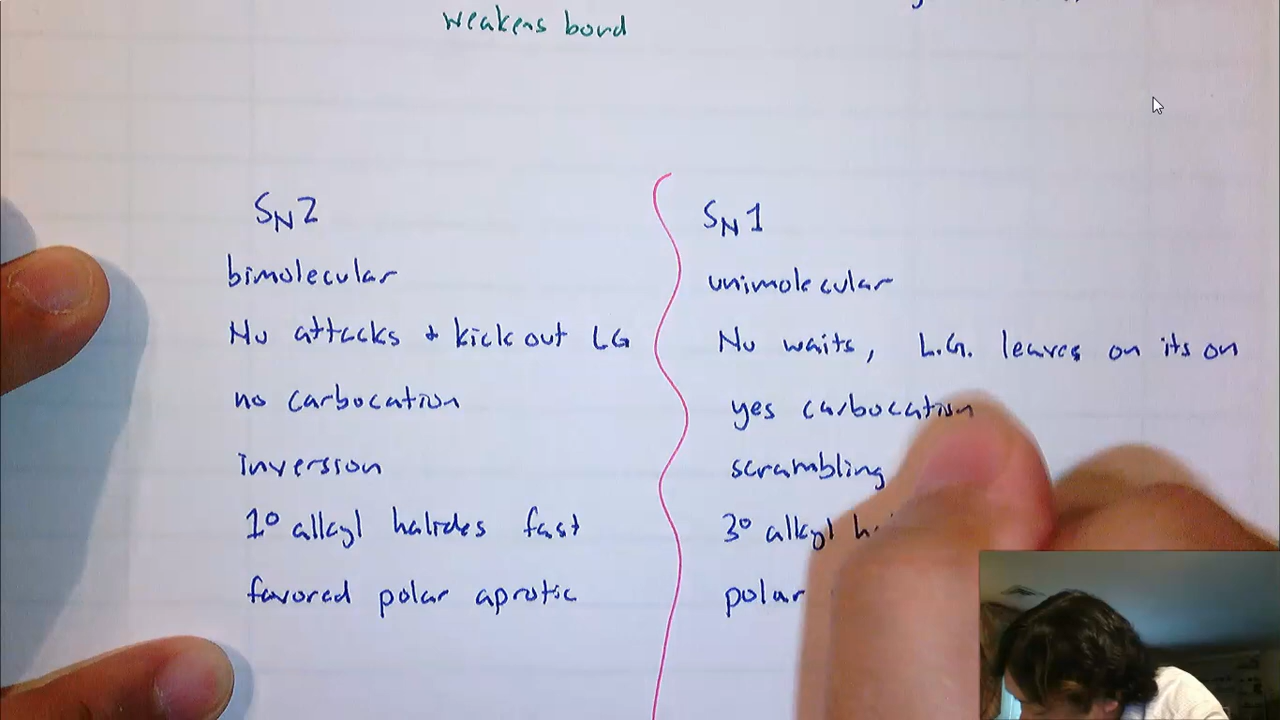 weakens bond
SN2
bimolecular
Nu attacks + kick out LG
no carbocation
inversion
1° alkyl halides fast
favored polar aprotic
SN1
unimolecular
Nu waits, L.G. leaves on its on
yes carbocation
scrambling
3° alkyl
polar